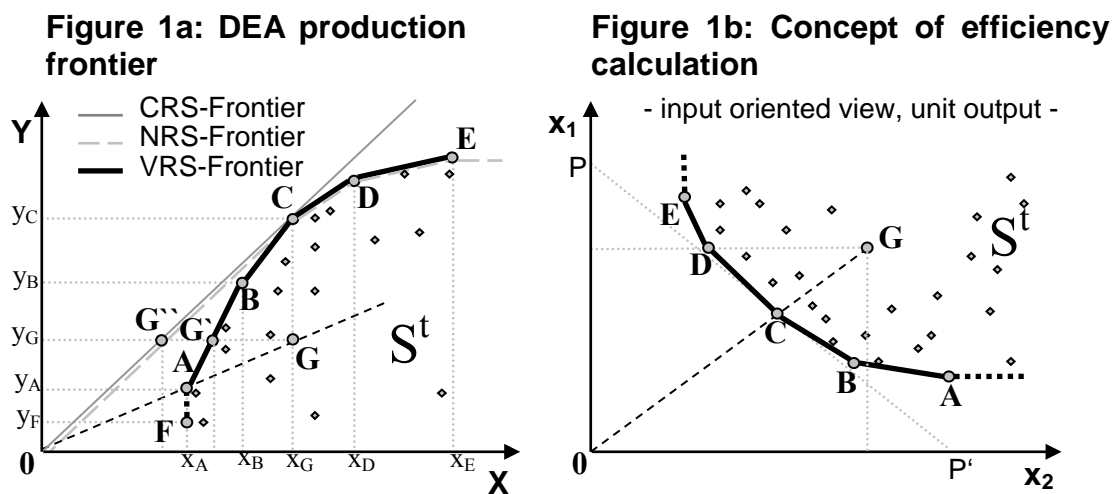 Figure 1a: DEA production
frontier
Y
CRS-Frontier
NRS-Frontier
VRS-Frontier
E
D
C
y_C
y_B
B
G``
G`
y_G
G
S^t
A
y_A
y_F
F
0
x_A
x_B
x_G
x_D
x_E
X
Figure 1b: Concept of efficiency
calculation
- input oriented view, unit output -
x_1
P
E
S^t
G
D
C
B
A
0
P‘
x_2